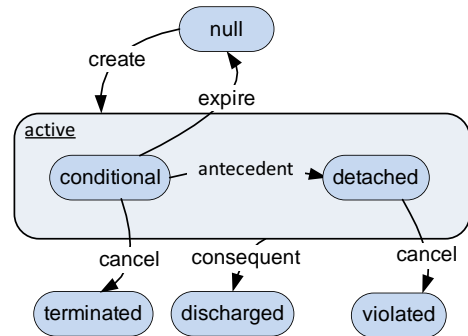 null
create
expire
active
conditional
antecedent
detached
cancel
consequent
cancel
terminated
discharged
violated